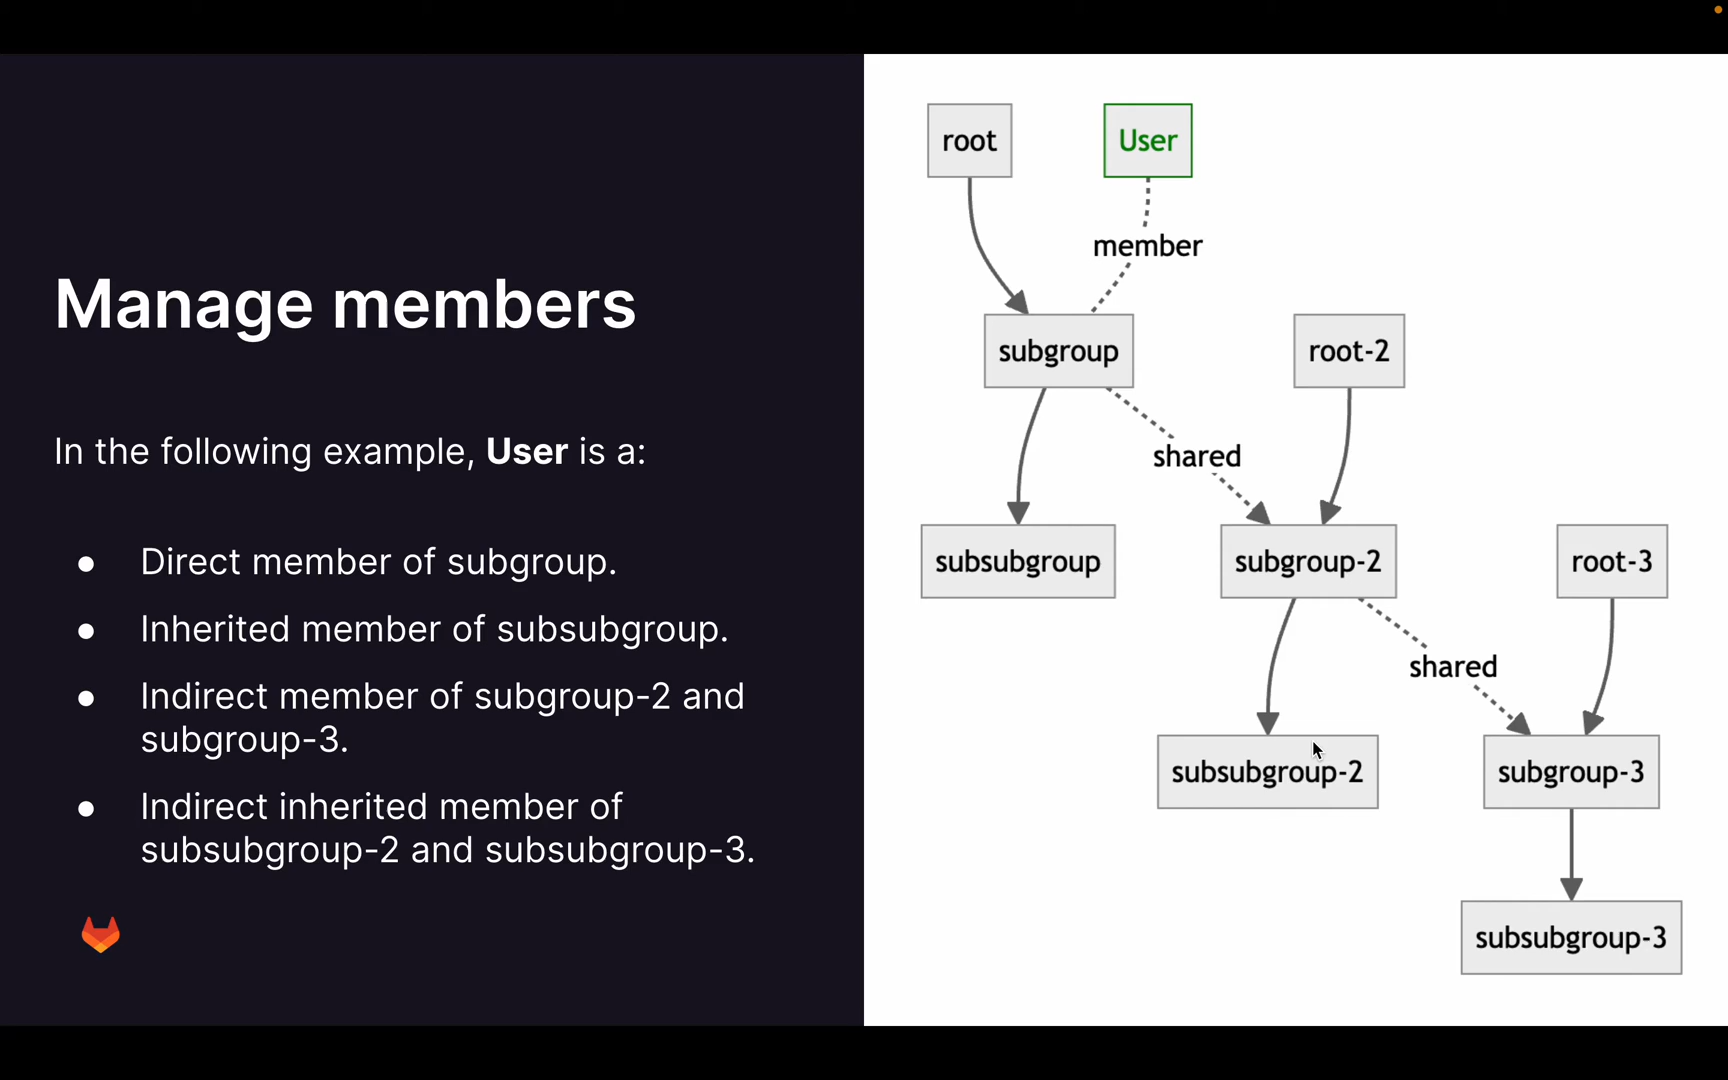 Manage members
In the following example, User is a:
● Direct member of subgroup.
● Inherited member of subsubgroup.
● Indirect member of subgroup-2 and
subgroup-3.
● Indirect inherited member of
subsubgroup-2 and subsubgroup-3.
root
User
member
subgroup
root-2
shared
subsubgroup
subgroup-2
root-3
shared
subsubgroup-2
subgroup-3
subsubgroup-3